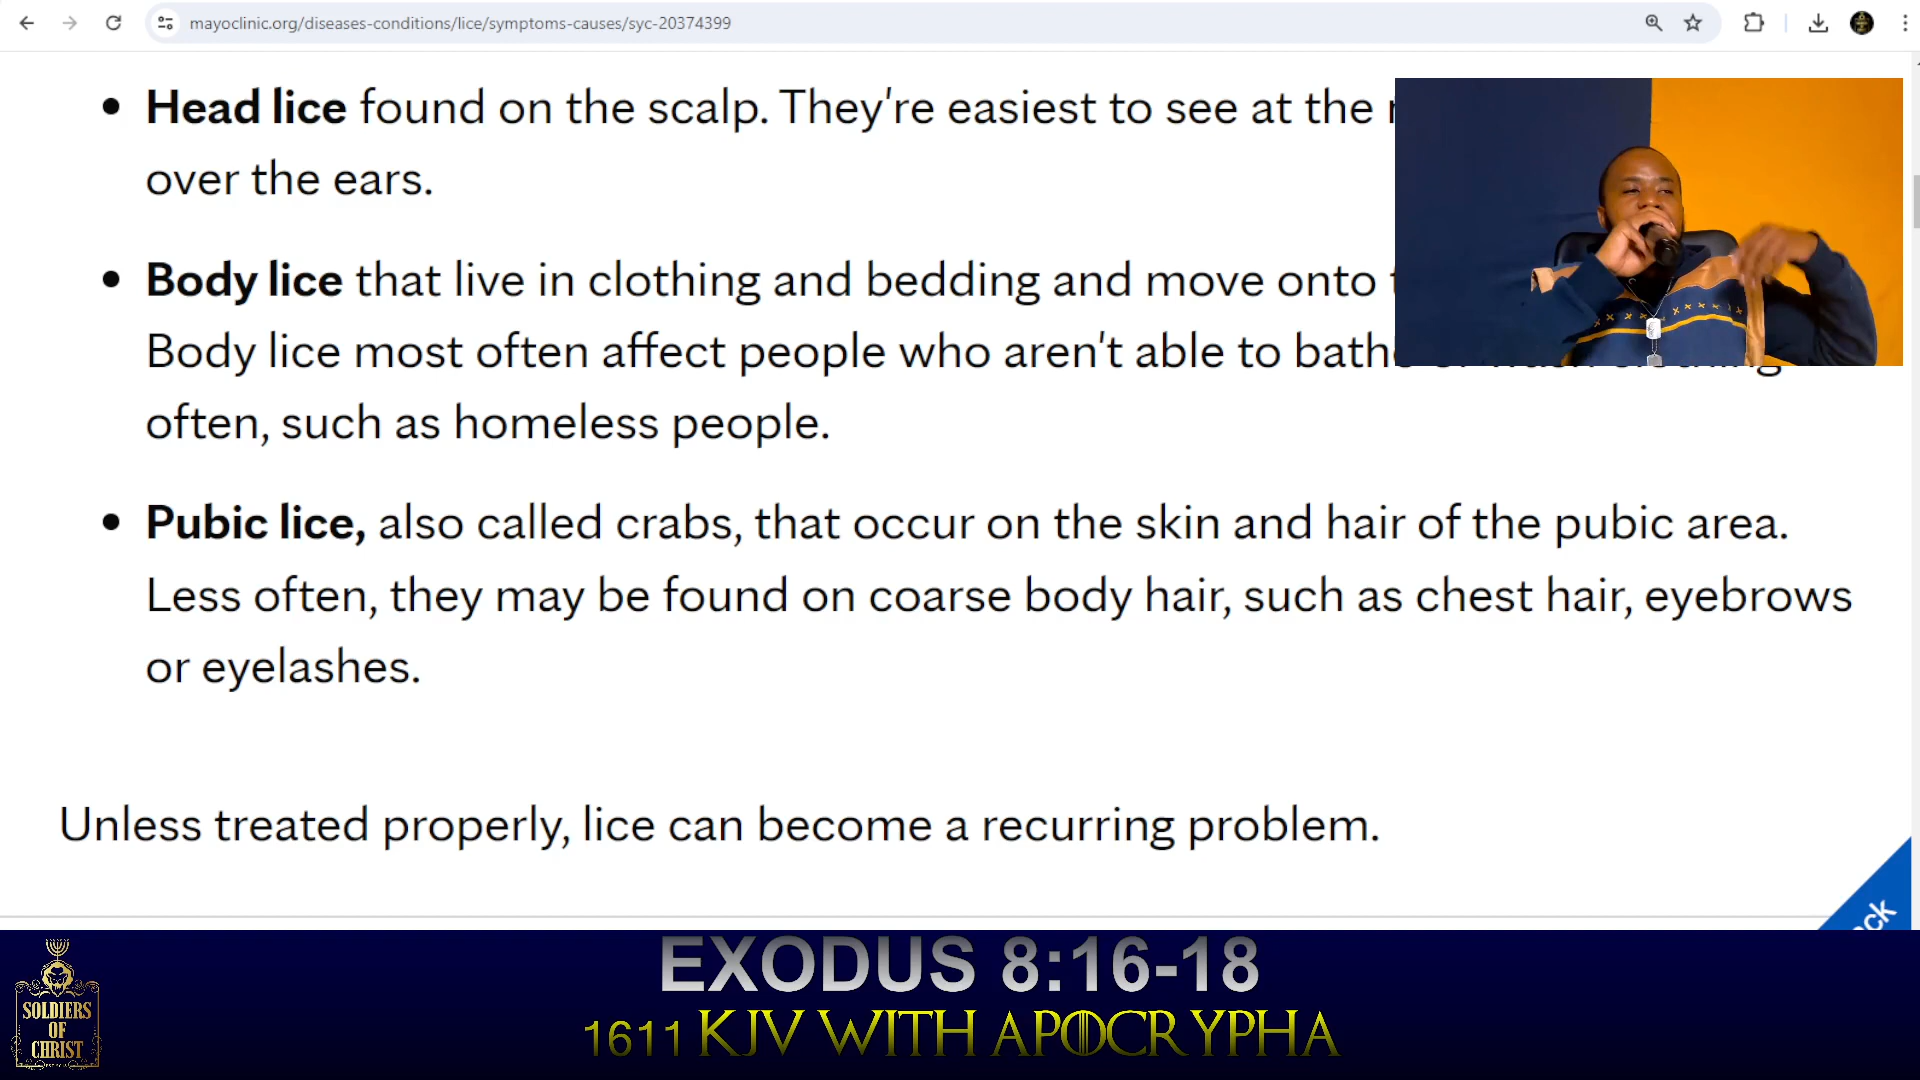 mayoclinic.org/diseases-conditions/lice/symptoms-causes/syc-20374399
Head lice found on the scalp. They're easiest to see at the
over the ears.
Body lice that live in clothing and bedding and move onto
Body lice most often affect people who aren't able to
often, such as homeless people.
Pubic lice, also called crabs, that occur on the skin and hair of the pubic area.
Less often, they may be found on coarse body hair, such as chest hair, eyebrows
or eyelashes.
Unless treated properly, lice can become a recurring problem.
EXODUS 8:16-18
1611 KJV WITH APOCRYPHA
SOLDIERS
OF
CHRIST